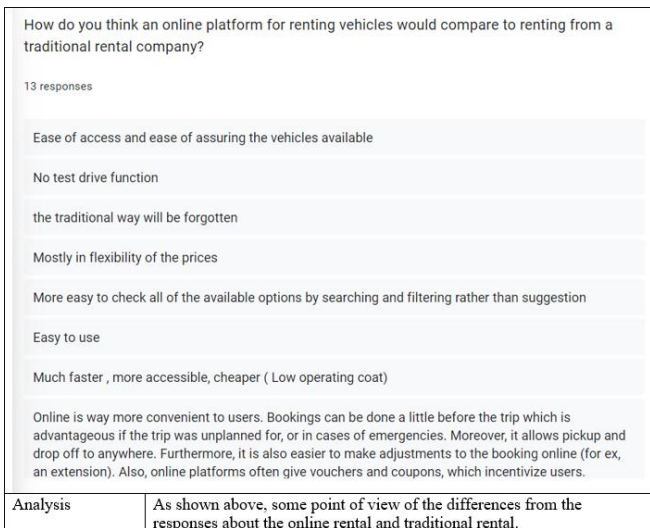 How do you think an online platform for renting vehicles would compare to renting from a
traditional rental company?
13 responses
Ease of access and ease of assuring the vehicles available
No test drive function
the traditional way will be forgotten
Mostly in flexibility of the prices
More easy to check all of the available options by searching and filtering rather than suggestion
Easy to use
Much faster , more accessible, cheaper ( Low operating coat)
Online is way more convenient to users. Bookings can be done a little before the trip which is
advantageous if the trip was unplanned for, or in cases of emergencies. Moreover, it allows pickup and
drop off to anywhere. Furthermore, it is also easier to make adjustments to the booking online (for ex,
an extension). Also, online platforms often give vouchers and coupons, which incentivize users.
Analysis
As shown above, some point of view of the differences from the
responses about the online rental and traditional rental.